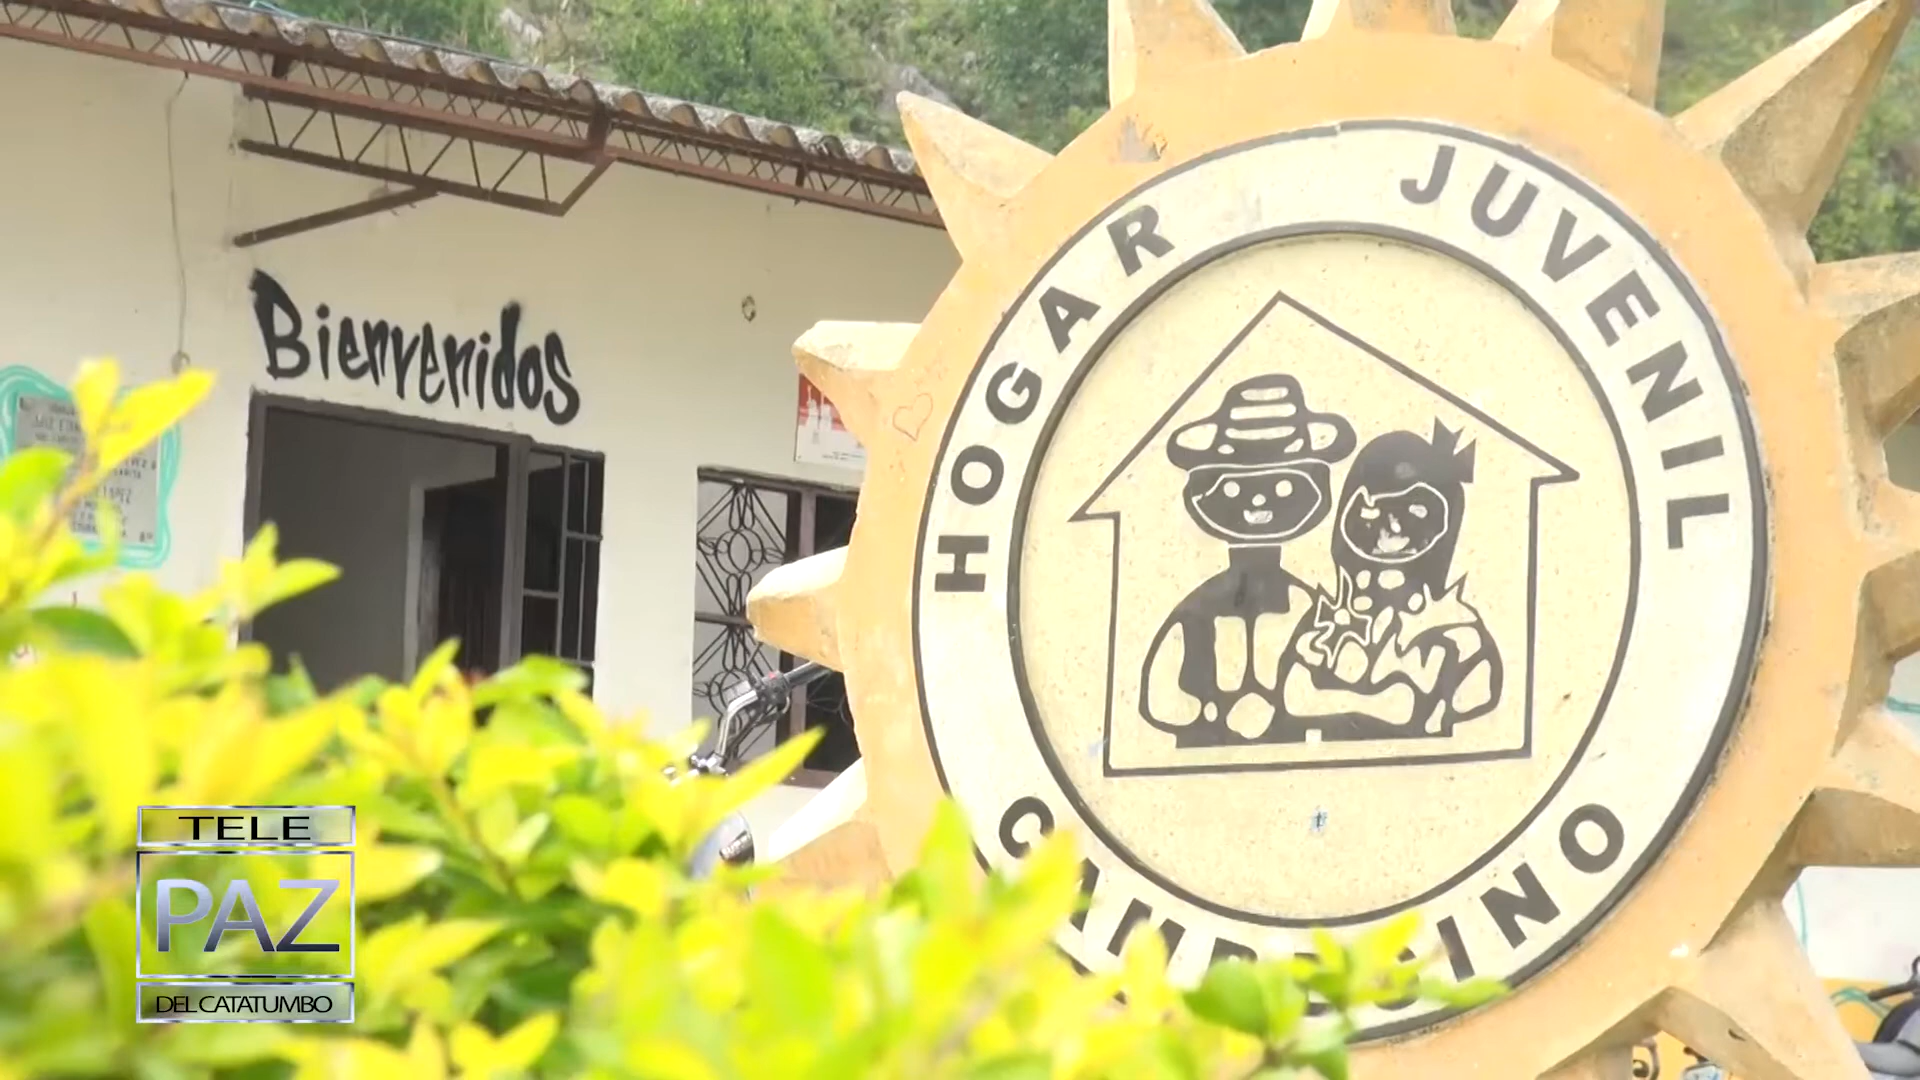 Bienvenidos
HOGAR JUVENIL
CAMPESINO
TELE
PAZ
DEL CATATUMBO